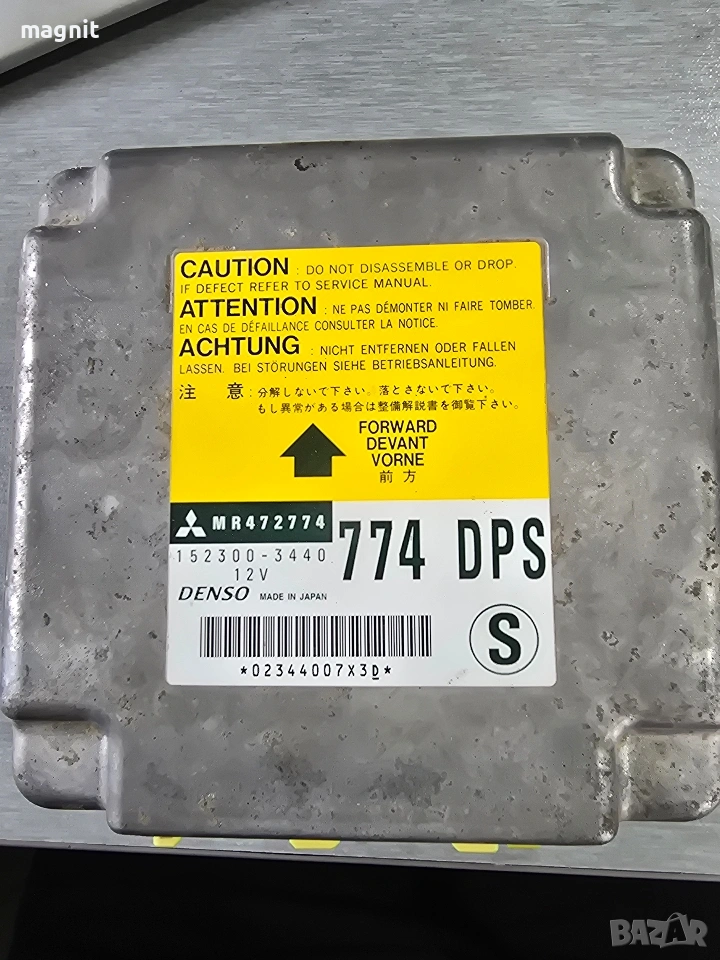 magnit
CAUTION : DO NOT DISASSEMBLE OR DROP.
IF DEFECT REFER TO SERVICE MANUAL.
ATTENTION : NE PAS DÉMONTER NI FAIRE TOMBER.
EN CAS DE DÉFAILLANCE CONSULTER LA NOTICE.
ACHTUNG : NICHT ENTFERNEN ODER FALLEN
LASSEN. BEI STÖRUNGEN SIEHE BETRIEBSANLEITUNG.
注 意 : 分解しないで下さい。落とさないで下さい。
もし異常がある場合は整備解説書を御覧下さい。
FORWARD
DEVANT
VORNE
前方
MR472774
152300-3440
12V
774 DPS
DENSO MADE IN JAPAN
S
*02344007X3D*
BAZAR